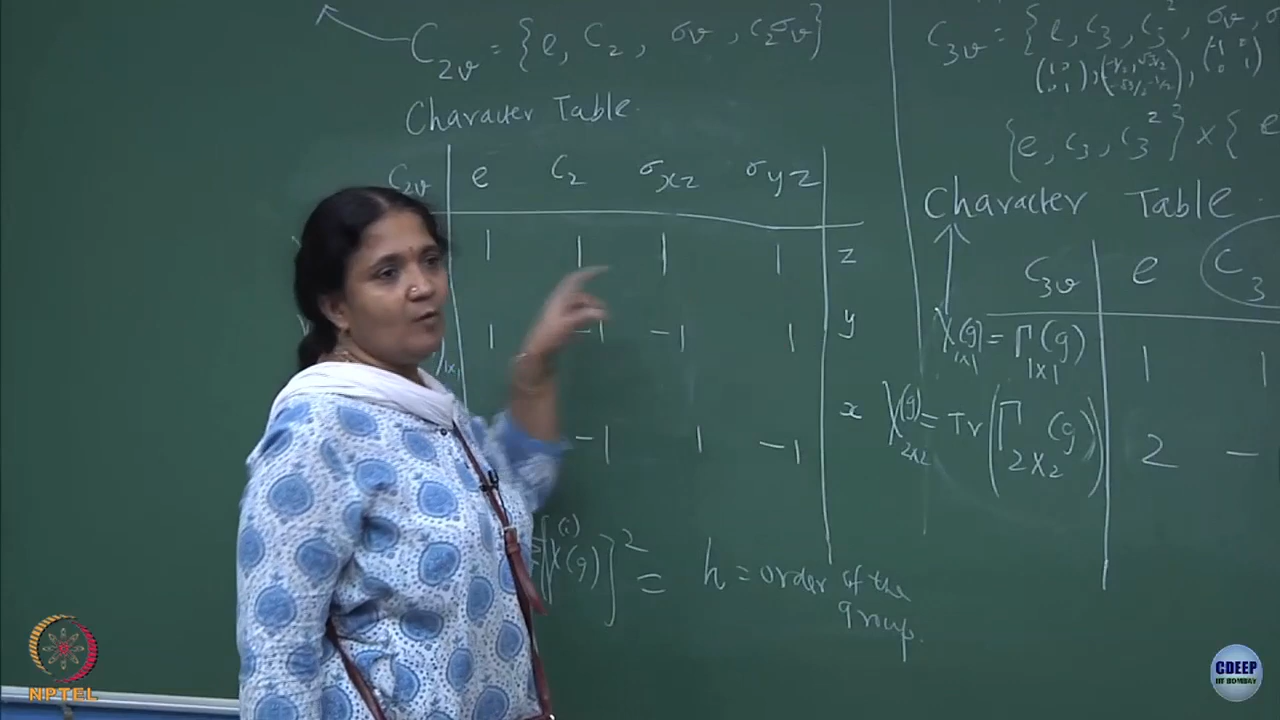 C₂ᵥ = {e, C₂, σᵥ, C₂σᵥ}
Character Table
C₂ᵥ e C₂ σxz σyz
1 1 1 1 z
1 -1 -1 1 y
-1 1 -1 x
[χ⁽ⁱ⁾(g)]² = h = order of the
group.
C₃ᵥ = {e, C₃, C₃², σᵥ,
{e, C₃, C₃²} × { e
Character Table
C₃ᵥ e C₃
χ(g) 1x1 = Γ(g) 1x1 1 1
χ(g) 2x2 = Tr(Γ(g) 2x2) 2 -
NPTEL
CDEEP
IIT BOMBAY